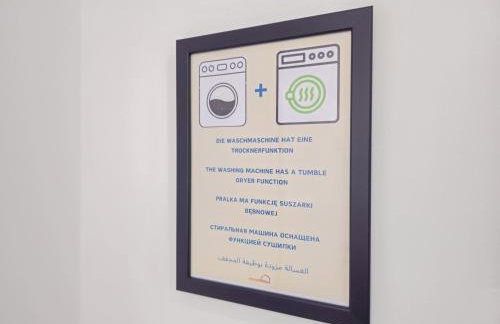 DIE WASCHMASCHINE HAT EINE
TROCKNERFUNKTION
THE WASHING MACHINE HAS A TUMBLE
DRYER FUNCTION
PRALKA MA FUNKCJĘ SUSZARKI
BĘBNOWEJ
СТИРАЛЬНАЯ МАШИНА ОСНАЩЕНА
ФУНКЦИЕЙ СУШИЛКИ
الغسالة مزودة بوظيفة المجفف